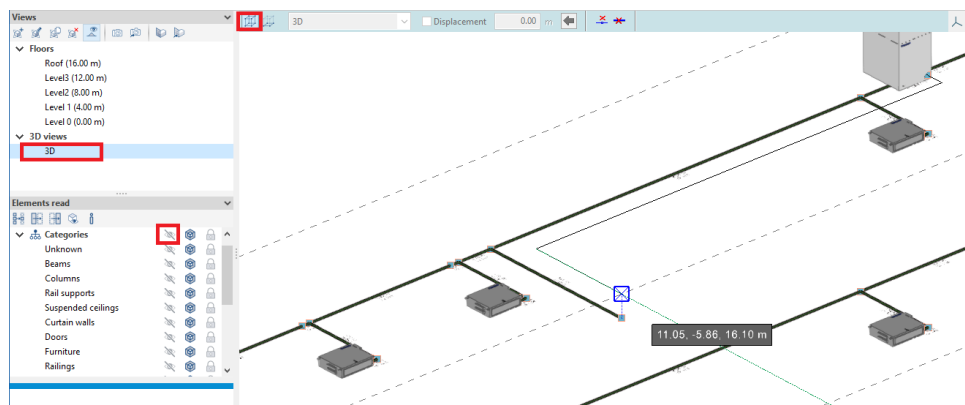 Views
3D
Displacement
0.00 m
Floors
Roof (16.00 m)
Level3 (12.00 m)
Level2 (8.00 m)
Level 1 (4.00 m)
Level 0 (0.00 m)
3D views
3D
Elements read
Categories
Unknown
Beams
Columns
Rail supports
Suspended ceilings
Curtain walls
Doors
Furniture
Railings
11.05, -5.86, 16.10 m